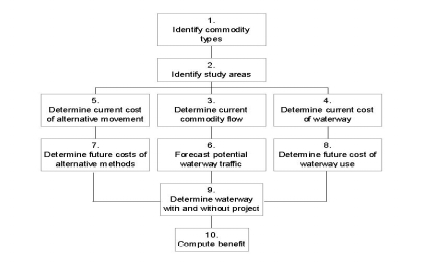 1.
Identify commodity
types
2.
Identify study areas
5.
Determine current cost
of alternative movement
3.
Determine current
commodity flow
4.
Determine current cost
of waterway
7.
Determine future costs of
alternative methods
6.
Forecast potential
waterway traffic
8.
Determine future cost of
waterway use
9.
Determine waterway
with and without project
10.
Compute benefit